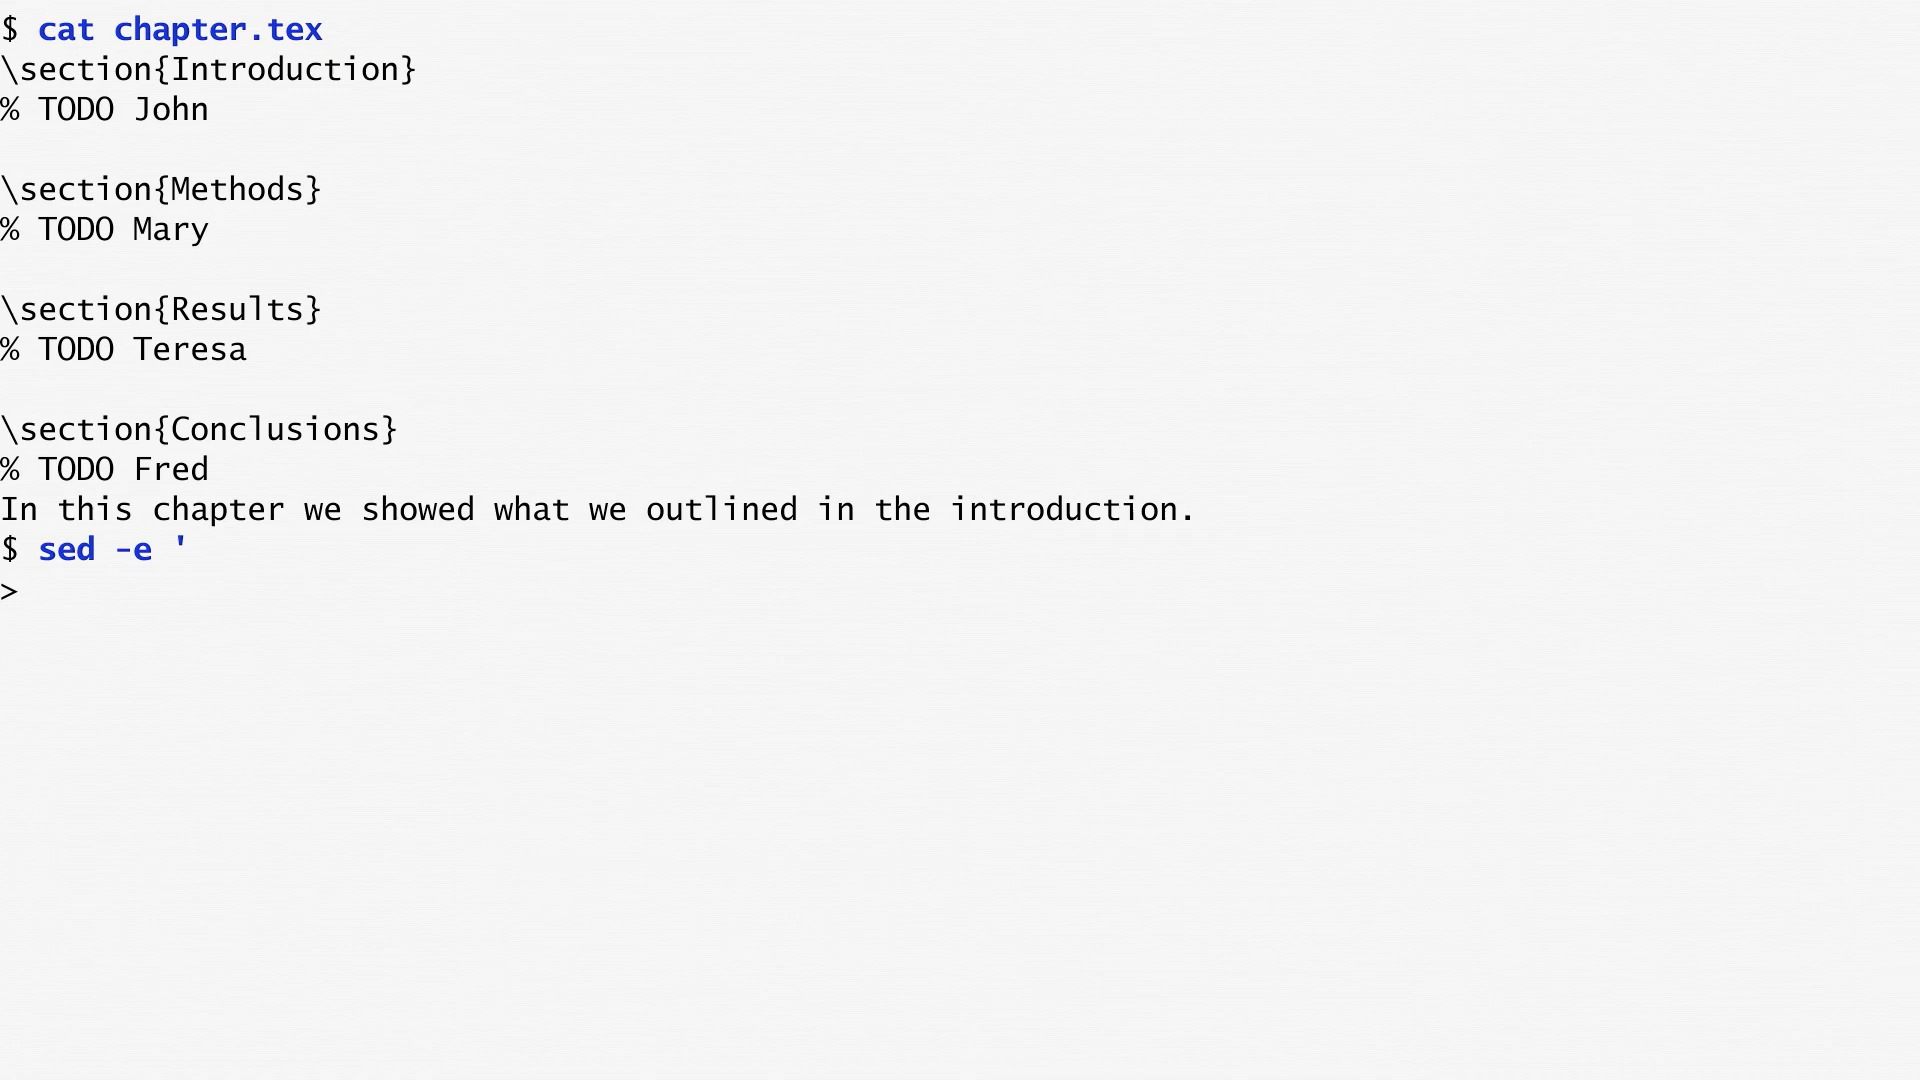 $ cat chapter.tex
\section{Introduction}
% TODO John
\section{Methods}
% TODO Mary
\section{Results}
% TODO Teresa
\section{Conclusions}
% TODO Fred
In this chapter we showed what we outlined in the introduction.
$ sed -e '
>